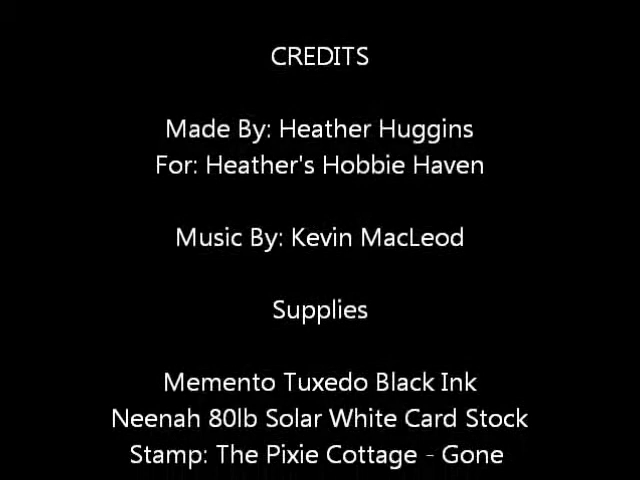 CREDITS
Made By: Heather Huggins
For: Heather's Hobbie Haven
Music By: Kevin MacLeod
Supplies
Memento Tuxedo Black Ink
Neenah 80lb Solar White Card Stock
Stamp: The Pixie Cottage - Gone